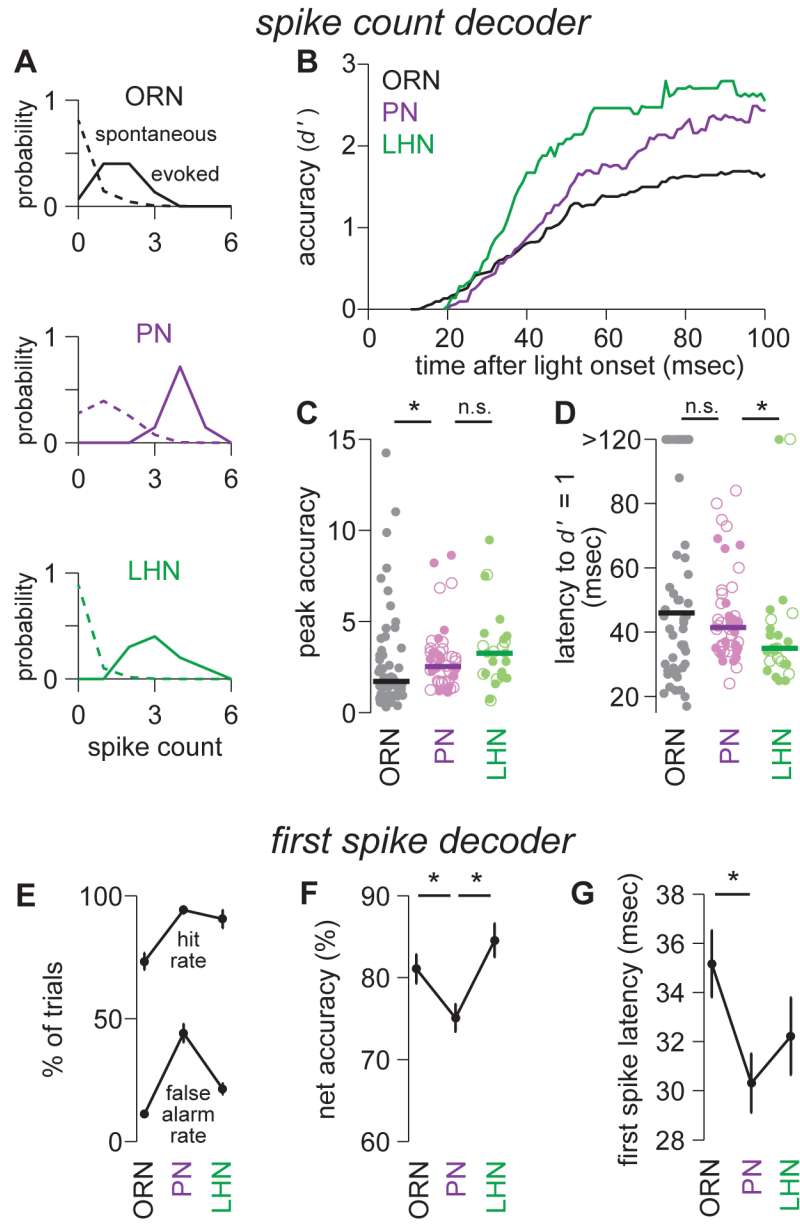 spike count decoder
A
ORN
spontaneous
evoked
probability
1
0
0
3
6
PN
probability
1
0
0
3
6
LHN
probability
1
0
0
3
6
spike count
B
ORN
PN
LHN
accuracy (d′)
3
2
1
0
0
20
40
60
80
100
time after light onset (msec)
C
*
n.s.
peak accuracy
15
10
5
0
ORN
PN
LHN
D
n.s.
*
latency to d′ = 1
(msec)
>120
100
80
60
40
20
ORN
PN
LHN
first spike decoder
E
% of trials
100
50
0
hit
rate
false
alarm
rate
ORN
PN
LHN
F
*
*
net accuracy (%)
90
80
70
60
ORN
PN
LHN
G
*
first spike latency (msec)
38
36
34
32
30
28
ORN
PN
LHN